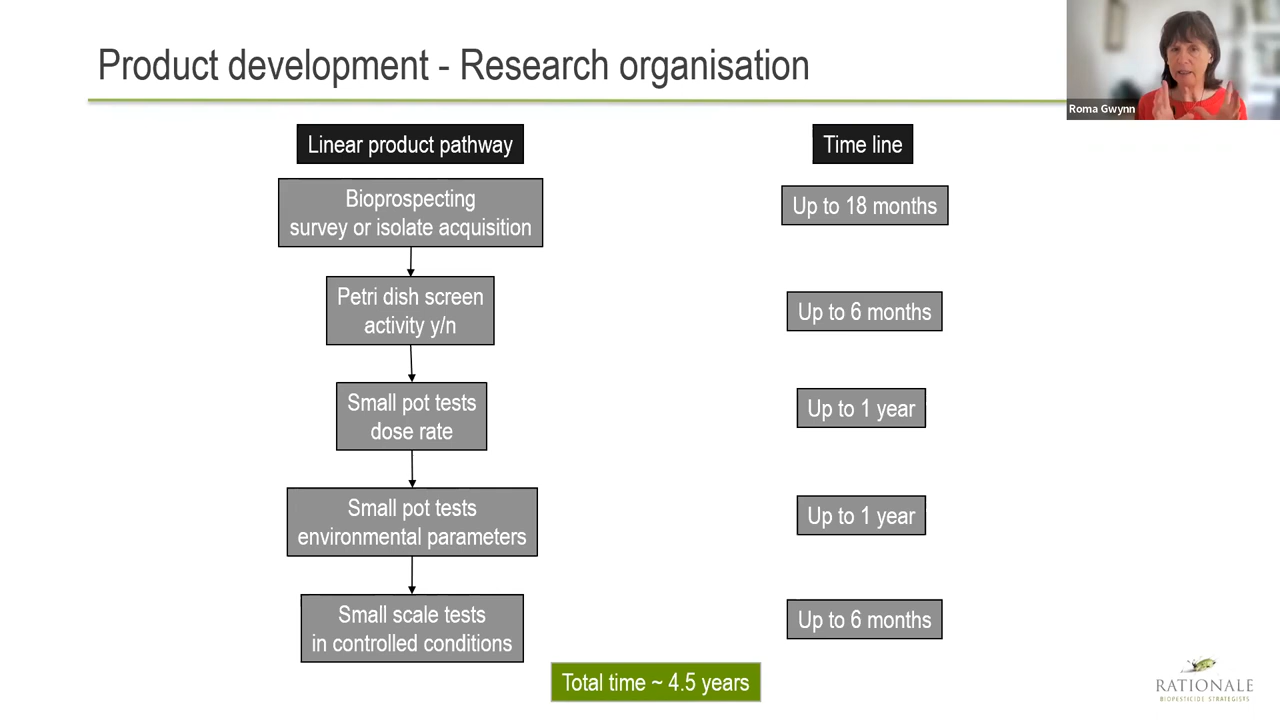 Product development - Research organisation
Roma Gwynn
Linear product pathway
Time line
Bioprospecting
survey or isolate acquisition
Up to 18 months
Petri dish screen
activity y/n
Up to 6 months
Small pot tests
dose rate
Up to 1 year
Small pot tests
environmental parameters
Up to 1 year
Small scale tests
in controlled conditions
Up to 6 months
Total time ~ 4.5 years
RATIONALE
BIOPESTICIDE STRATEGISTS